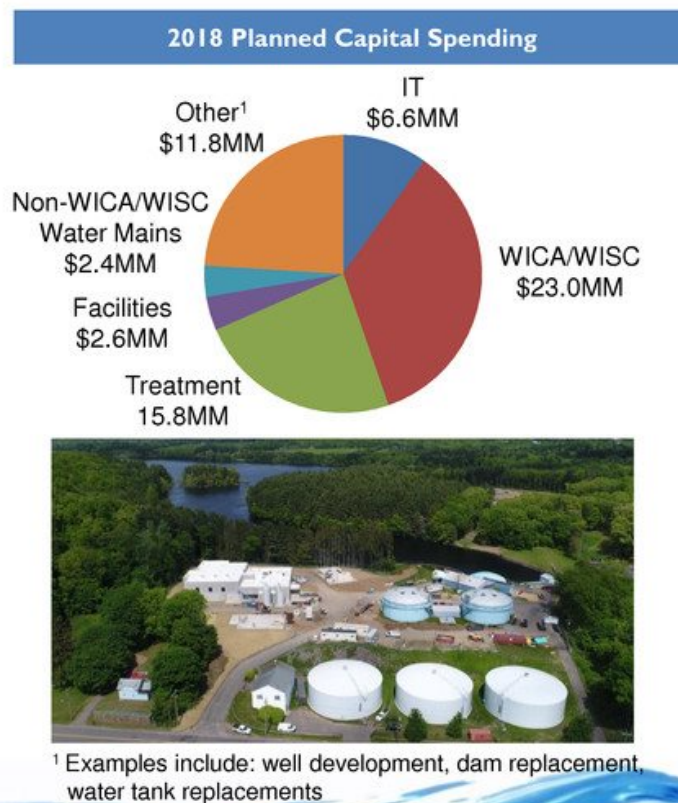 2018 Planned Capital Spending
IT
$6.6MM
Other¹
$11.8MM
Non-WICA/WISC
Water Mains
$2.4MM
WICA/WISC
$23.0MM
Facilities
$2.6MM
Treatment
15.8MM
¹ Examples include: well development, dam replacement,
water tank replacements